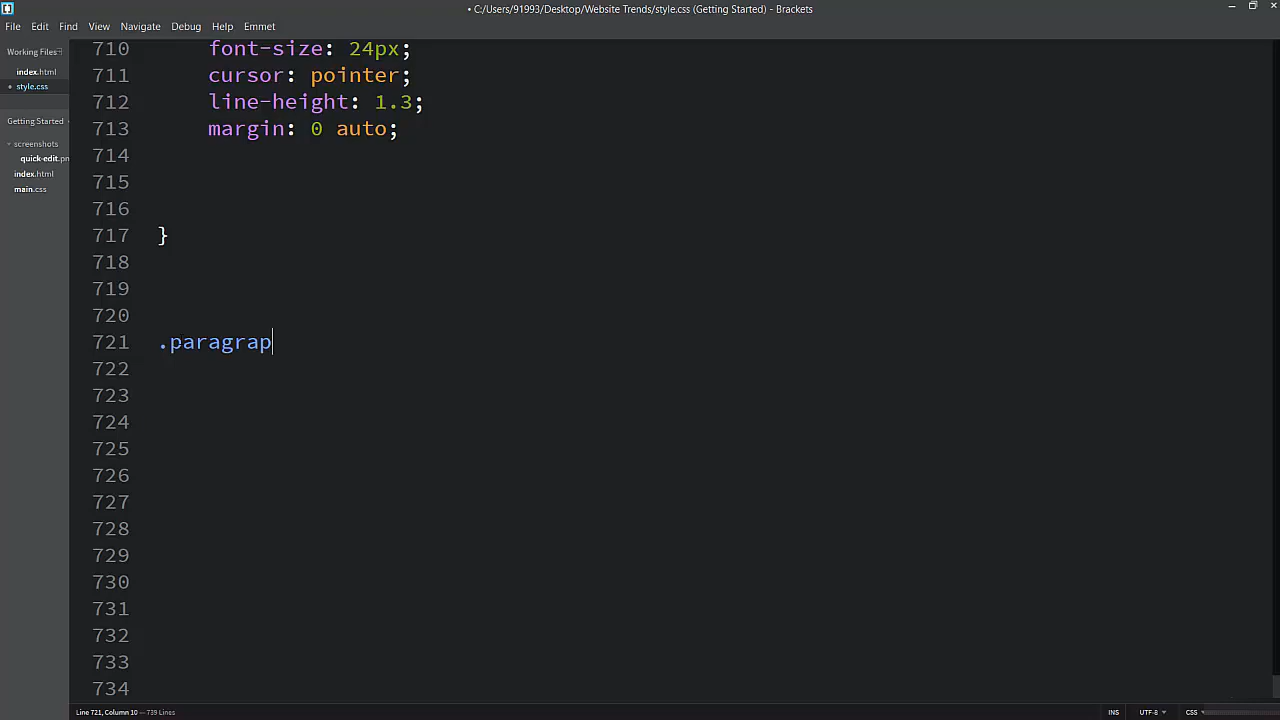 • C:/Users/91993/Desktop/Website Trends/style.css (Getting Started) - Brackets
File Edit Find View Navigate Debug Help Emmet
Working Files
index.html
• style.css
Getting Started
screenshots
quick-edit.pn
index.html
main.css
710 font-size: 24px;
711 cursor: pointer;
712 line-height: 1.3;
713 margin: 0 auto;
714
715
716
717 }
718
719
720
721 .paragrap
722
723
724
725
726
727
728
729
730
731
732
733
734
Line 721, Column 10 — 739 Lines
INS UTF-8 CSS